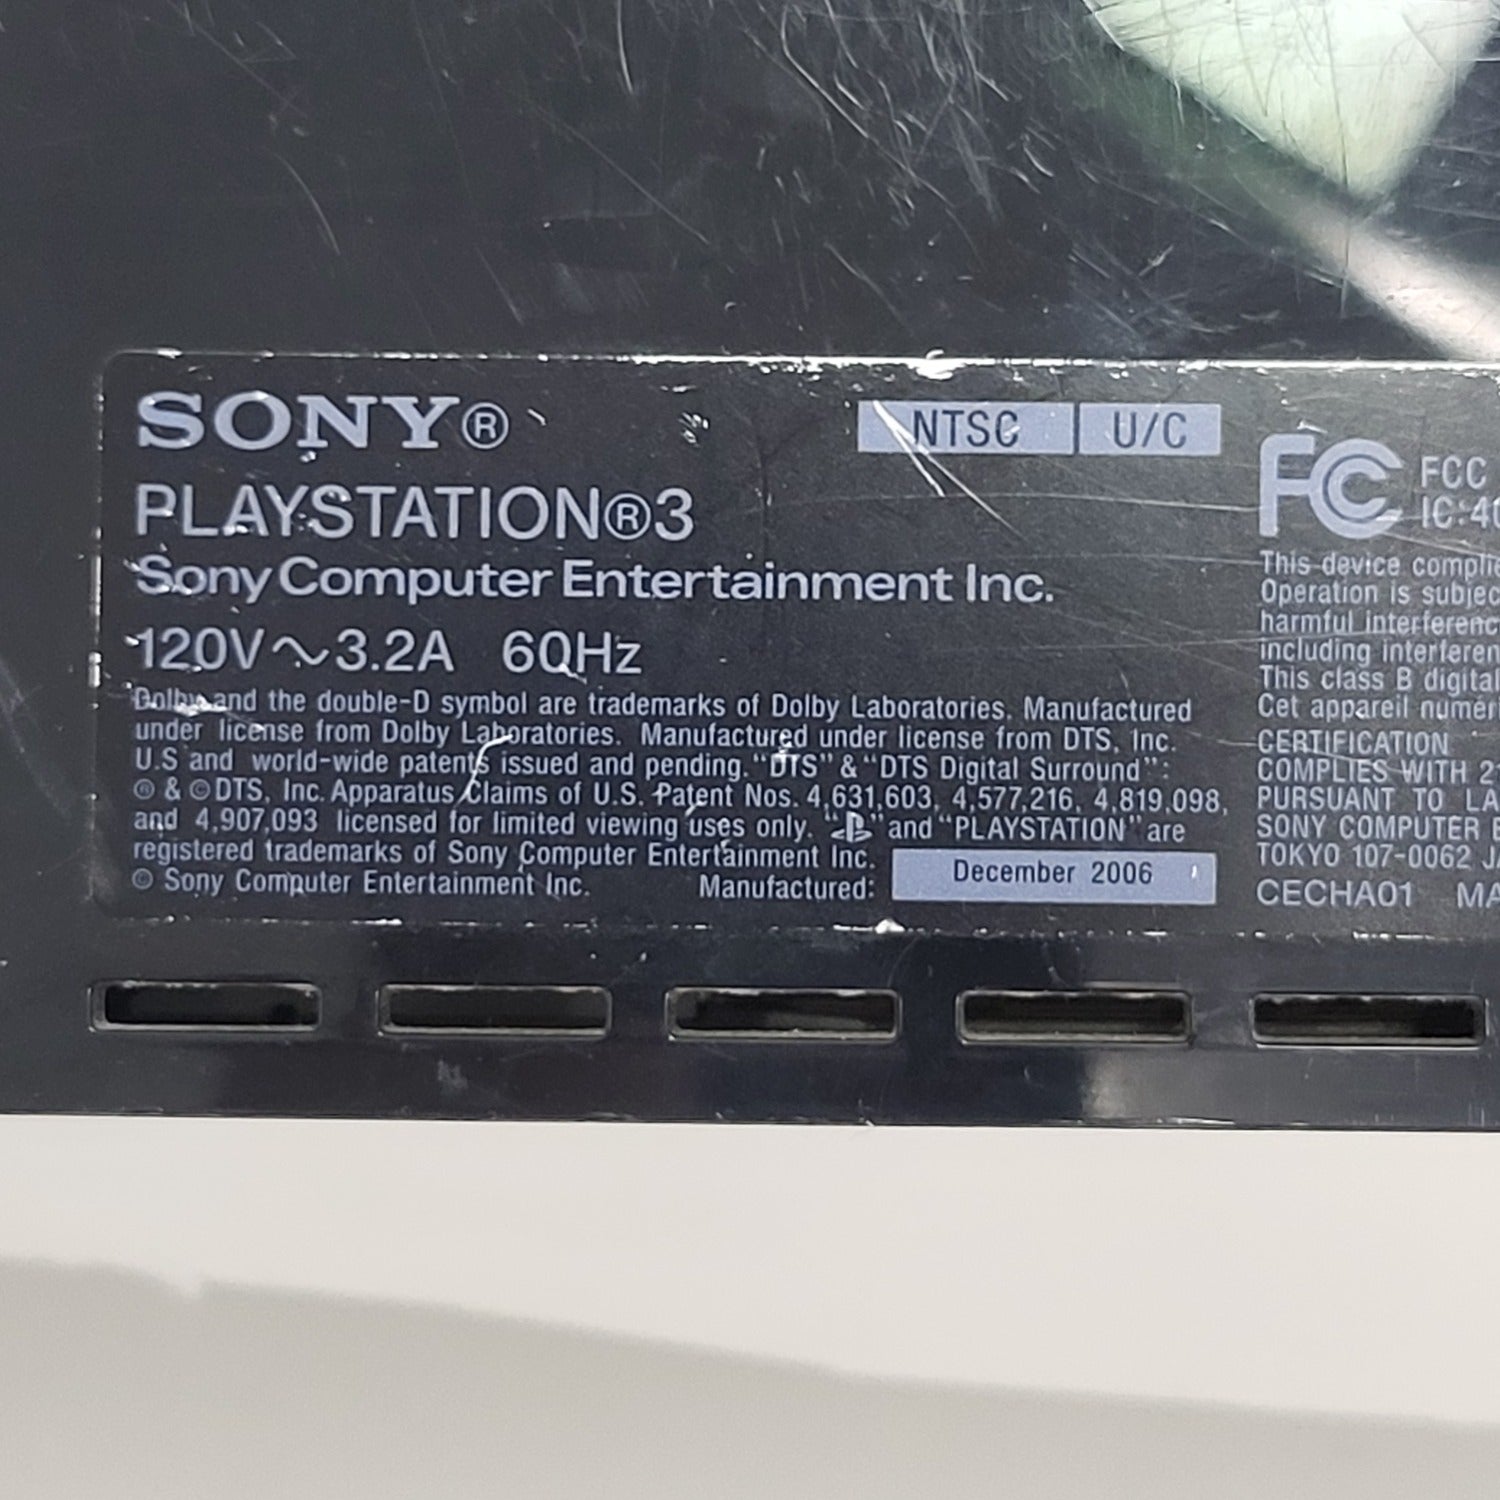 SONY®
NTSC U/C
PLAYSTATION®3
Sony Computer Entertainment Inc.
120V～3.2A 60Hz
Dolby and the double-D symbol are trademarks of Dolby Laboratories. Manufactured
under license from Dolby Laboratories. Manufactured under license from DTS, Inc.
U.S and world-wide patents issued and pending. "DTS" & "DTS Digital Surround":
® & © DTS, Inc. Apparatus Claims of U.S. Patent Nos. 4,631,603, 4,577,216, 4,819,098,
and 4,907,093 licensed for limited viewing uses only. " " and "PLAYSTATION" are
registered trademarks of Sony Computer Entertainment Inc.
© Sony Computer Entertainment Inc. Manufactured: December 2006
FC FCC
IC:
This device
Operation is
harmful
including
This class B digital
Cet appareil
CERTIFICATION
COMPLIES WITH
PURSUANT TO
SONY COMPUTER
TOKYO 107-0062
CECHA01